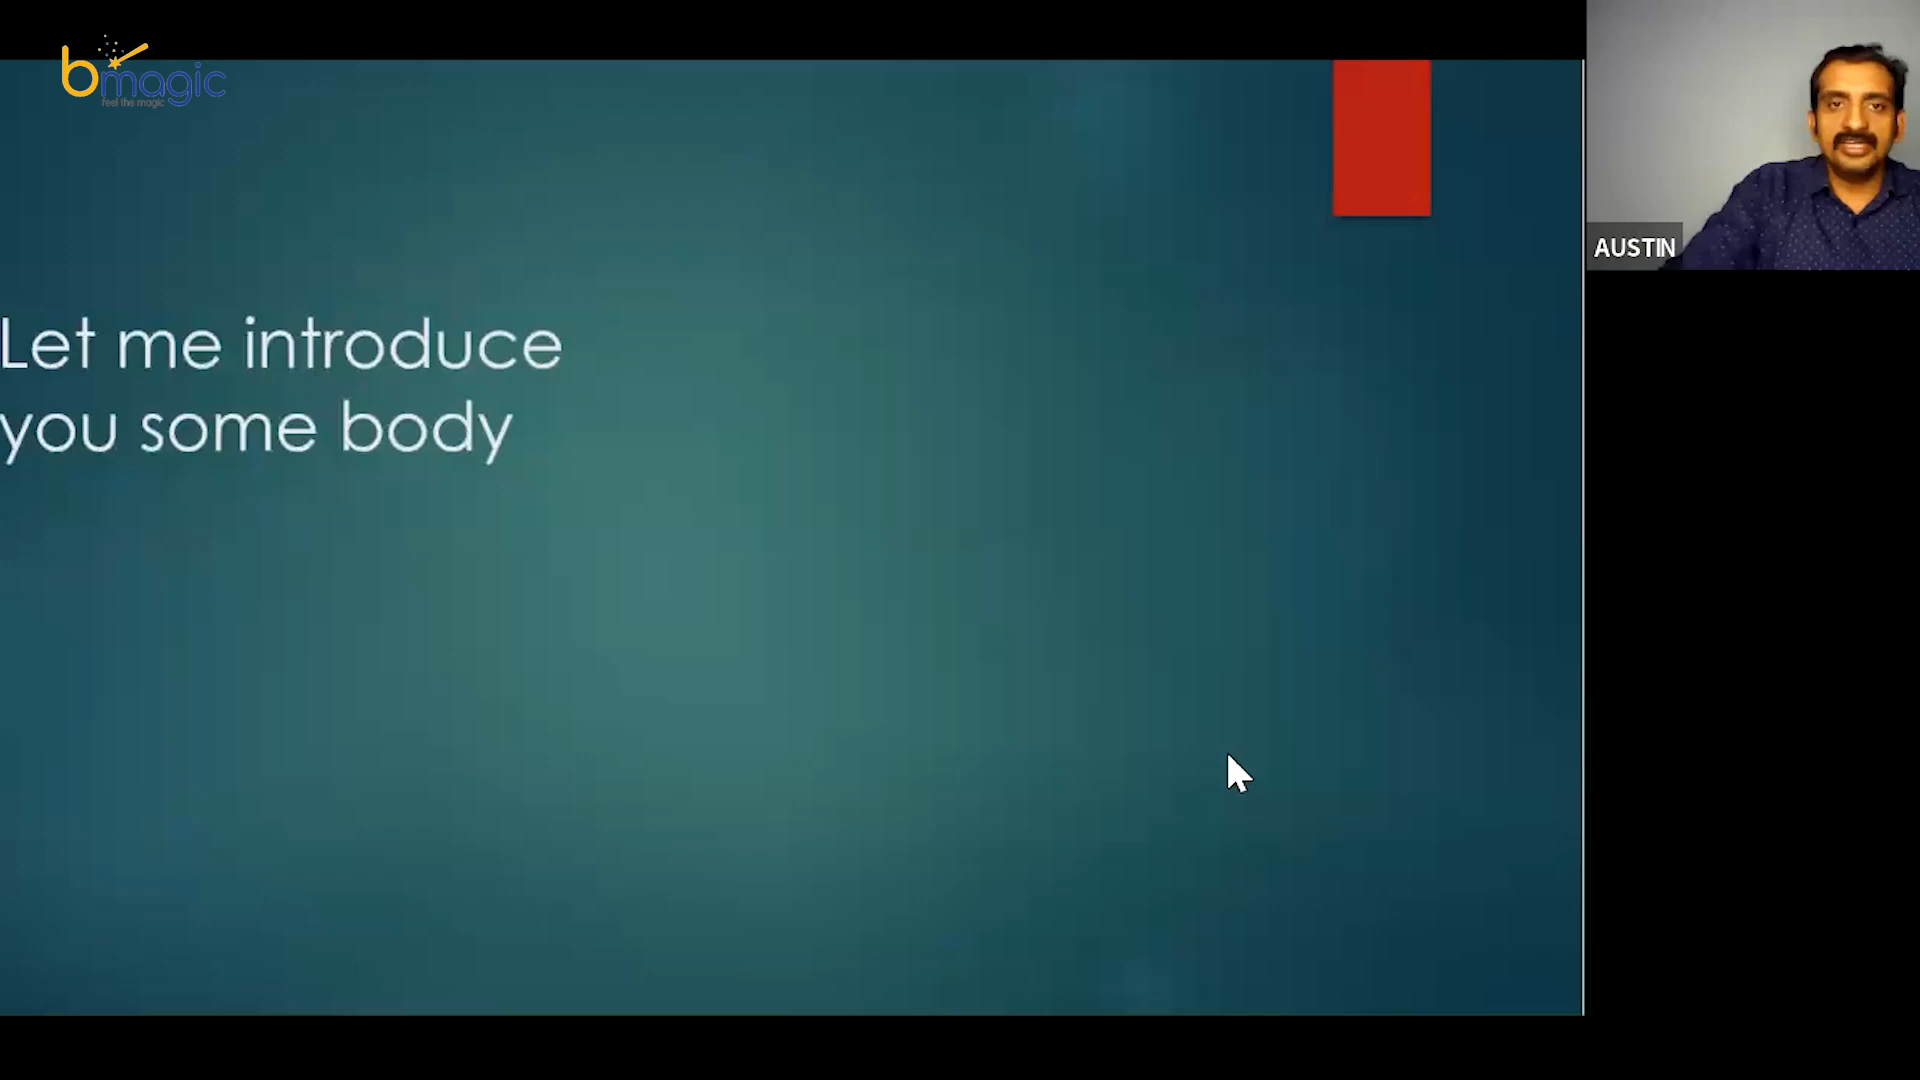 bmagic
feel the magic
Let me introduce
you some body
AUSTIN